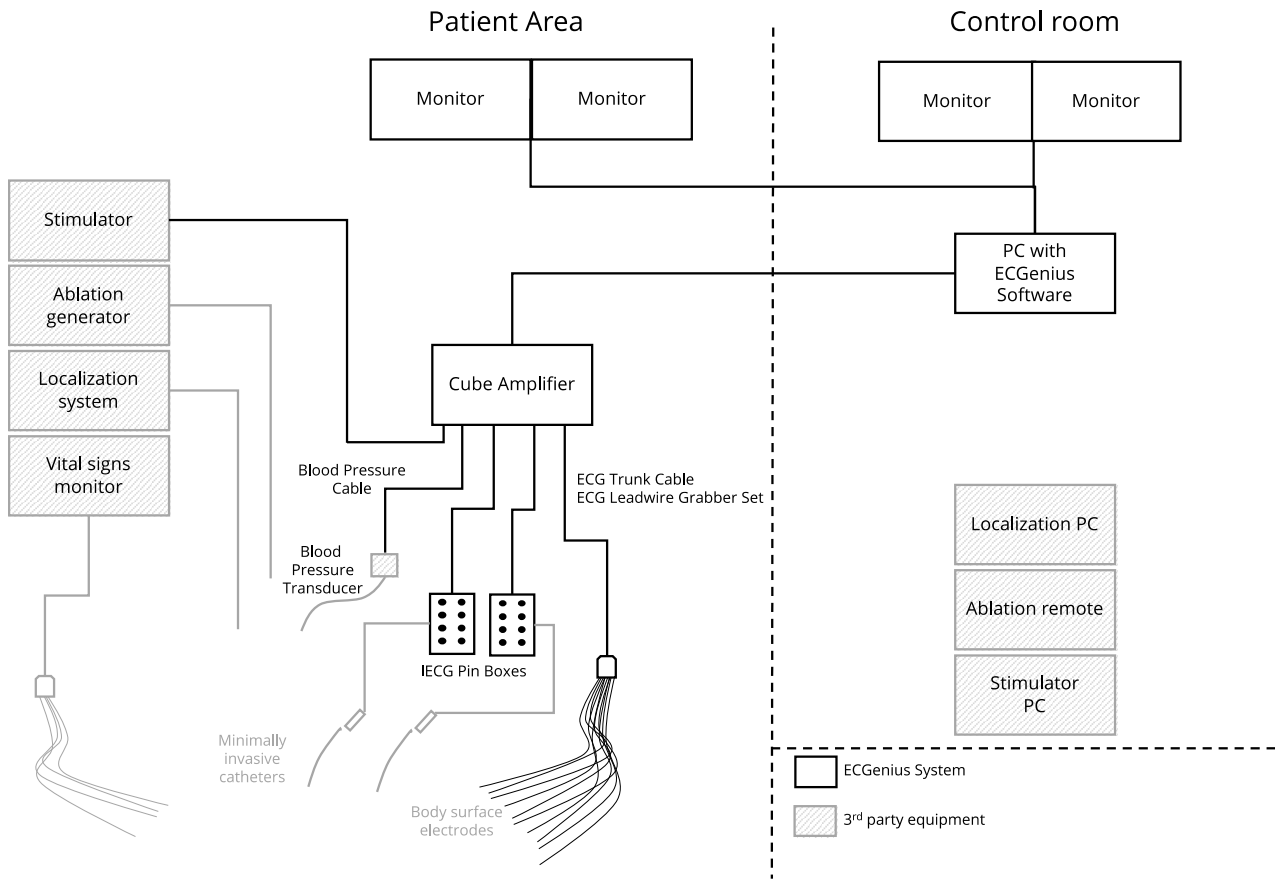 Patient Area
Control room
Monitor
Monitor
Monitor
Monitor
Stimulator
PC with
ECGenius
Software
Ablation
generator
Localization
system
Cube Amplifier
Vital signs
monitor
Blood Pressure
Cable
ECG Trunk Cable
ECG Leadwire Grabber Set
Localization PC
Blood
Pressure
Transducer
Ablation remote
IECG Pin Boxes
Stimulator
PC
Minimally
invasive
catheters
Body surface
electrodes
ECGenius System
3rd party equipment